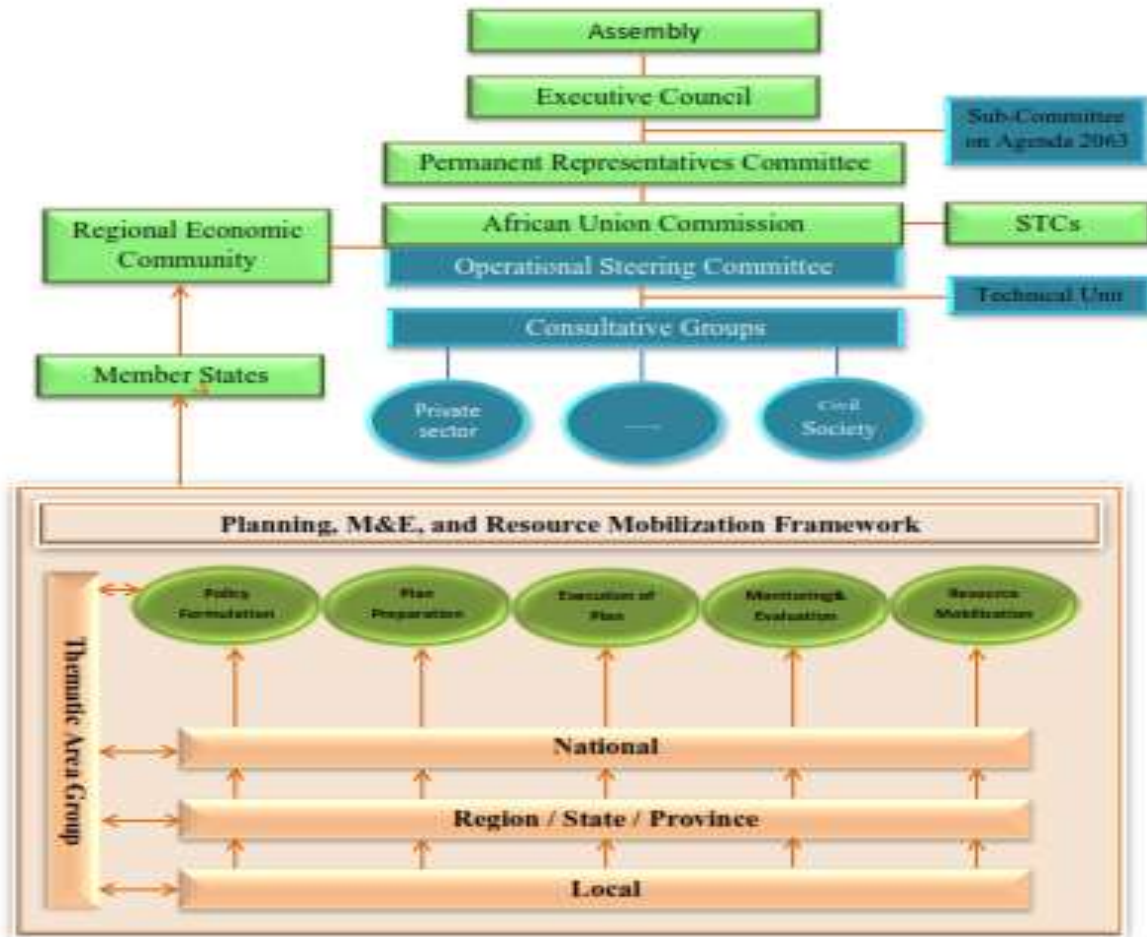 Assembly
Executive Council
Sub-Committee
on Agenda 2063
Permanent Representatives Committee
Regional Economic
Community
African Union Commission
STCs
Operational Steering Committee
Technical Unit
Consultative Groups
Member States
Private
sector
......
Civil
Society
Planning, M&E, and Resource Mobilization Framework
Thematic Area Group
Policy
Formulation
Plan
Preparation
Execution of
Plan
Monitoring&
Evaluation
Resource
Mobilization
National
Region / State / Province
Local